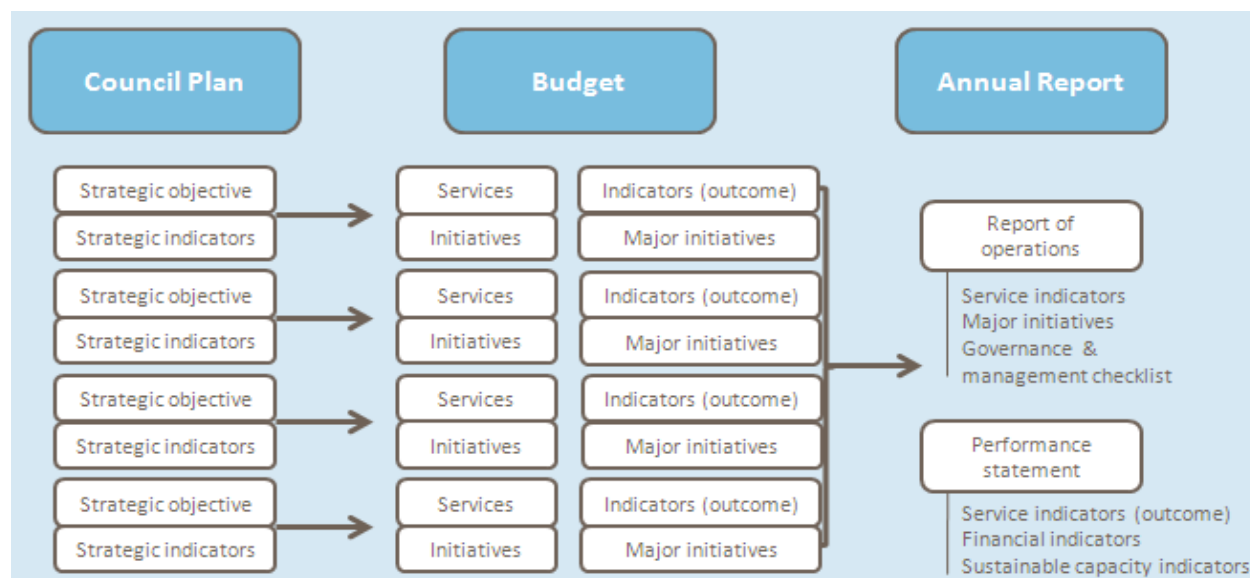 Council Plan
Budget
Annual Report
Strategic objective
Strategic indicators
Strategic objective
Strategic indicators
Strategic objective
Strategic indicators
Strategic objective
Strategic indicators
Services
Initiatives
Services
Initiatives
Services
Initiatives
Services
Initiatives
Indicators (outcome)
Major initiatives
Indicators (outcome)
Major initiatives
Indicators (outcome)
Major initiatives
Indicators (outcome)
Major initiatives
Report of
operations
Service indicators
Major initiatives
Governance &
management checklist
Performance
statement
Service indicators (outcome)
Financial indicators
Sustainable capacity indicators